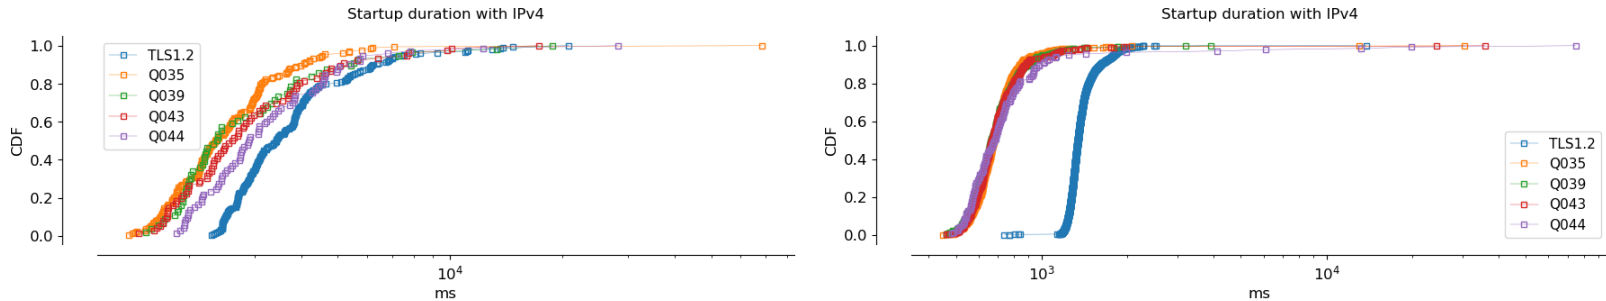 Startup duration with IPv4
CDF
1.0
0.8
0.6
0.4
0.2
0.0
TLS1.2
Q035
Q039
Q043
Q044
10⁴
ms
Startup duration with IPv4
CDF
1.0
0.8
0.6
0.4
0.2
0.0
TLS1.2
Q035
Q039
Q043
Q044
10³
10⁴
ms